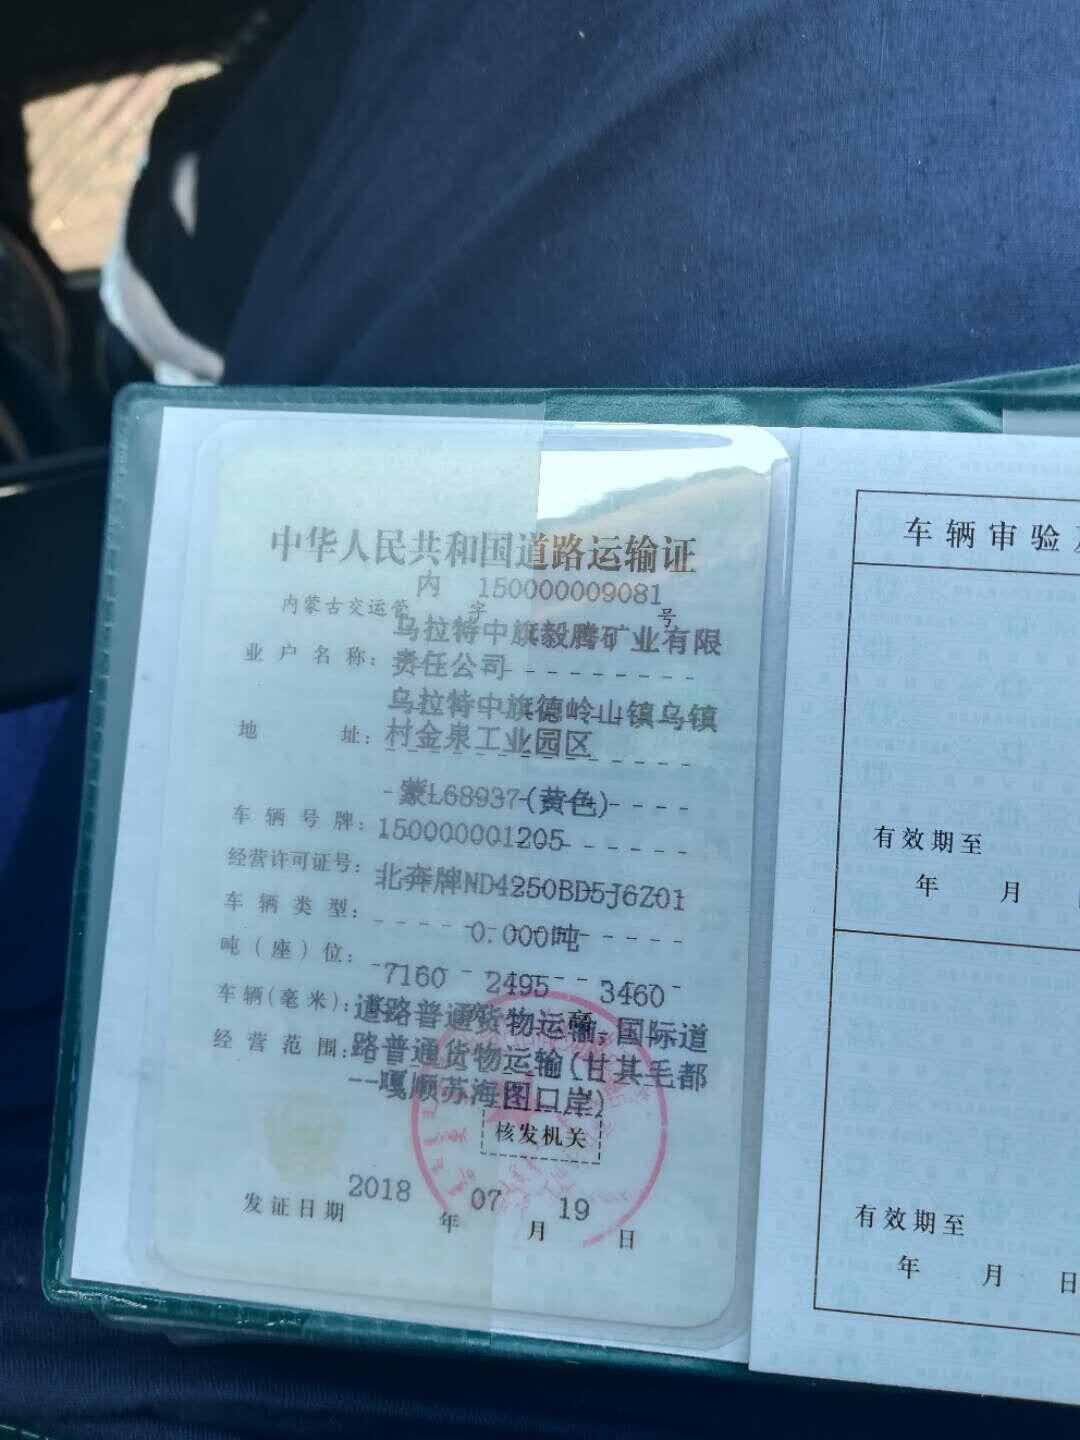 中华人民共和国道路运输证
内 150000009081
内蒙古交运管 字 号
业户名称: 乌拉特中旗毅腾矿业有限
责任公司
地 址: 乌拉特中旗德岭山镇乌镇
村金泉工业园区
车辆号牌: 蒙L68937(黄色)
经营许可证号: 150000001205
车辆类型: 北奔牌ND4250BD5J6Z01
吨(座)位: 0.000吨
车辆(毫米): 7160 2495 3460
高
经营范围: 道路普通货物运输,国际道
路普通货物运输(甘其毛都
--嘎顺苏海图口岸)
核发机关
发证日期 2018 年 07 月 19 日
车辆审验
有效期至
年 月
有效期至
年 月 日